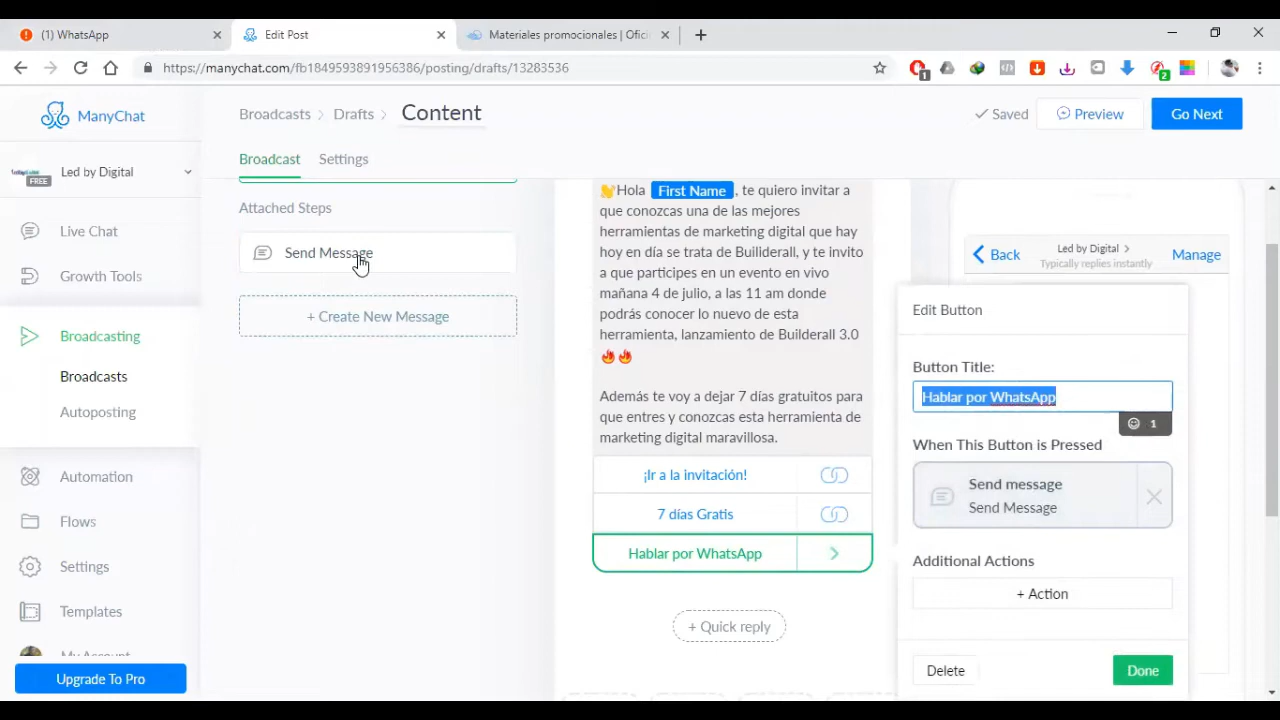 (1) WhatsApp
Edit Post
Materiales promocionales | Ofici
https://manychat.com/fb1849593891956386/posting/drafts/13283536
1
2
ManyChat
Broadcasts
Drafts
Content
Saved
Preview
Go Next
Led by Digital
FREE
Broadcast
Settings
Live Chat
Growth Tools
Broadcasting
Broadcasts
Autoposting
Automation
Flows
Settings
Templates
My Account
Upgrade To Pro
Attached Steps
Send Message
+ Create New Message
Hola First Name , te quiero invitar a
que conozcas una de las mejores
herramientas de marketing digital que hay
hoy en día se trata de Builiderall, y te invito
a que participes en un evento en vivo
mañana 4 de julio, a las 11 am donde
podrás conocer lo nuevo de esta
herramienta, lanzamiento de Builderall 3.0
Además te voy a dejar 7 días gratuitos para
que entres y conozcas esta herramienta de
marketing digital maravillosa.
¡Ir a la invitación!
7 días Gratis
Hablar por WhatsApp
+ Quick reply
Back
Led by Digital
Typically replies instantly
Manage
Edit Button
Button Title:
Hablar por WhatsApp
1
When This Button is Pressed
Send message
Send Message
Additional Actions
+ Action
Delete
Done